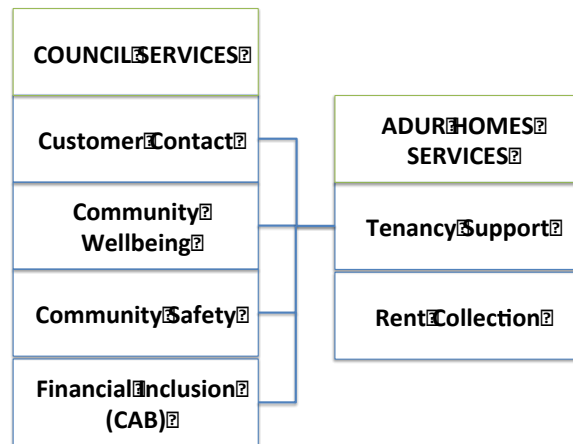 COUNCIL SERVICES
Customer Contact
Community
Wellbeing
Community Safety
Financial Inclusion
(CAB)
ADUR HOMES
SERVICES
Tenancy Support
Rent Collection